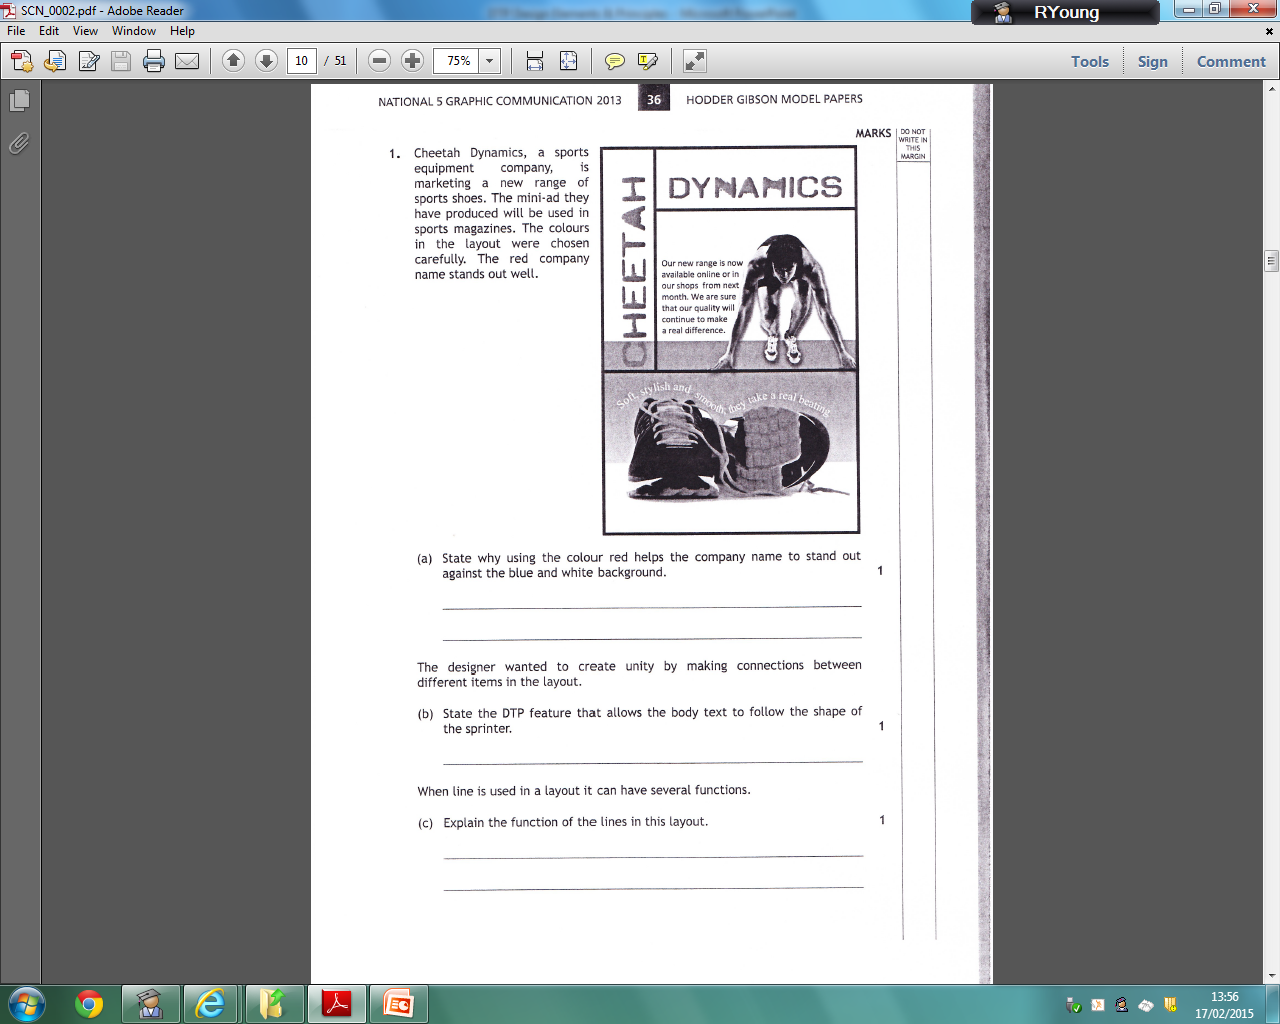 SCN_0002.pdf - Adobe Reader
RYoung
File Edit View Window Help
10 / 51 75% Tools Sign Comment
NATIONAL 5 GRAPHIC COMMUNICATION 2013 36 HODDER GIBSON MODEL PAPERS
MARKS
DO NOT
WRITE IN
THIS
MARGIN
1. Cheetah Dynamics, a sports
equipment company, is
marketing a new range of
sports shoes. The mini-ad they
have produced will be used in
sports magazines. The colours
in the layout were chosen
carefully. The red company
name stands out well.
CHEETAH
DYNAMICS
Our new range is now
available online or in
our shops from next
month. We are sure
that our quality will
continue to make
a real difference.
Soft, stylish and smooth, they take a real beating.
(a) State why using the colour red helps the company name to stand out
against the blue and white background. 1
The designer wanted to create unity by making connections between
different items in the layout.
(b) State the DTP feature that allows the body text to follow the shape of
the sprinter. 1
When line is used in a layout it can have several functions.
(c) Explain the function of the lines in this layout. 1
13:56
17/02/2015